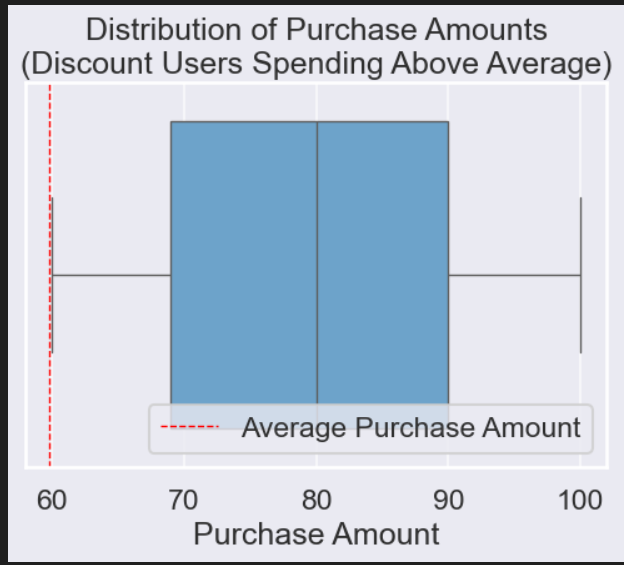 Distribution of Purchase Amounts
(Discount Users Spending Above Average)
Average Purchase Amount
60 70 80 90 100
Purchase Amount